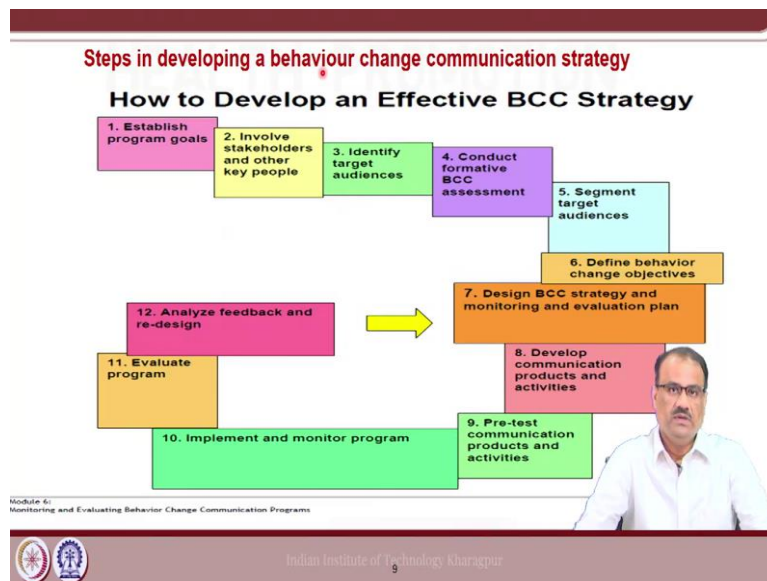 Steps in developing a behaviour change communication strategy
How to Develop an Effective BCC Strategy
1. Establish
program goals
2. Involve
stakeholders
and other
key people
3. Identify
target
audiences
4. Conduct
formative
BCC
assessment
5. Segment
target
audiences
6. Define behavior
change objectives
7. Design BCC strategy and
monitoring and evaluation plan
8. Develop
communication
products and
activities
9. Pre-test
communication
products and
activities
10. Implement and monitor program
11. Evaluate
program
12. Analyze feedback and
re-design
Module 6:
Monitoring and Evaluating Behavior Change Communication Programs
Indian Institute of Technology Kharagpur
9